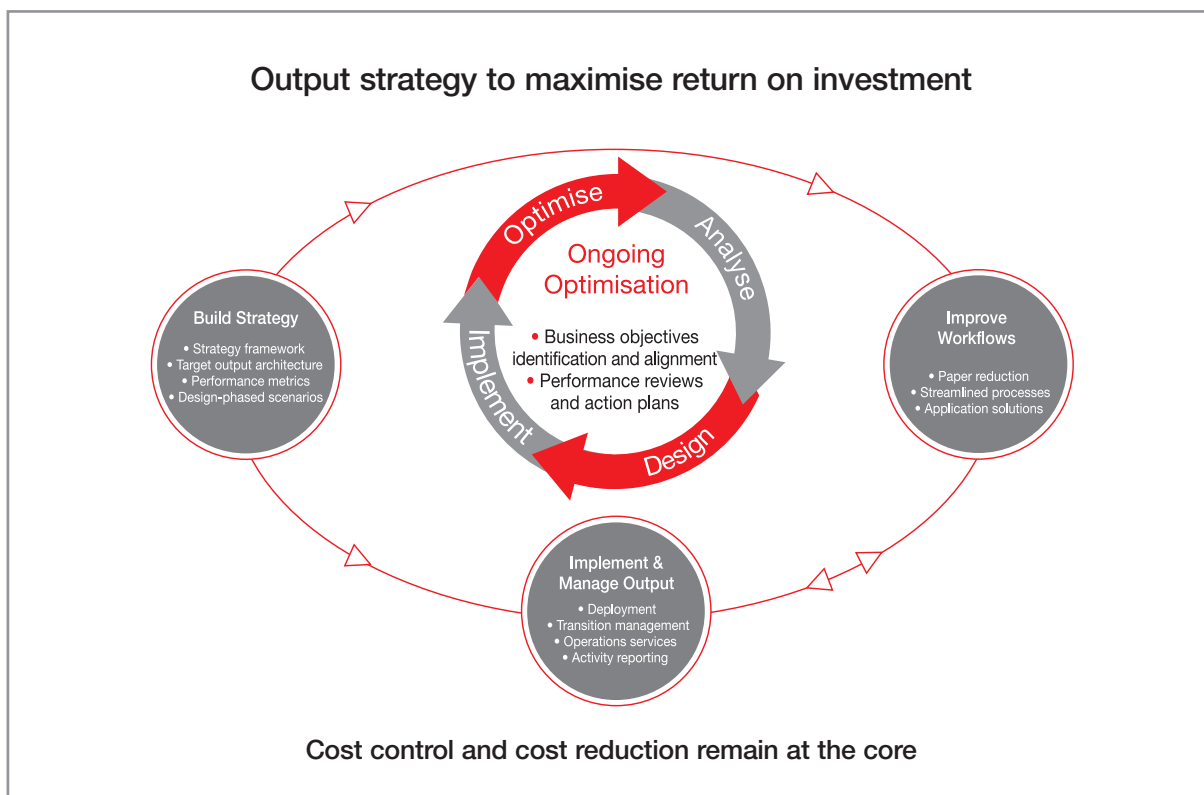 Output strategy to maximise return on investment
Optimise
Analyse
Design
Implement
Ongoing
Optimisation
• Business objectives
identification and alignment
• Performance reviews
and action plans
Build Strategy
• Strategy framework
• Target output architecture
• Performance metrics
• Design-phased scenarios
Improve
Workflows
• Paper reduction
• Streamlined processes
• Application solutions
Implement &
Manage Output
• Deployment
• Transition management
• Operations services
• Activity reporting
Cost control and cost reduction remain at the core